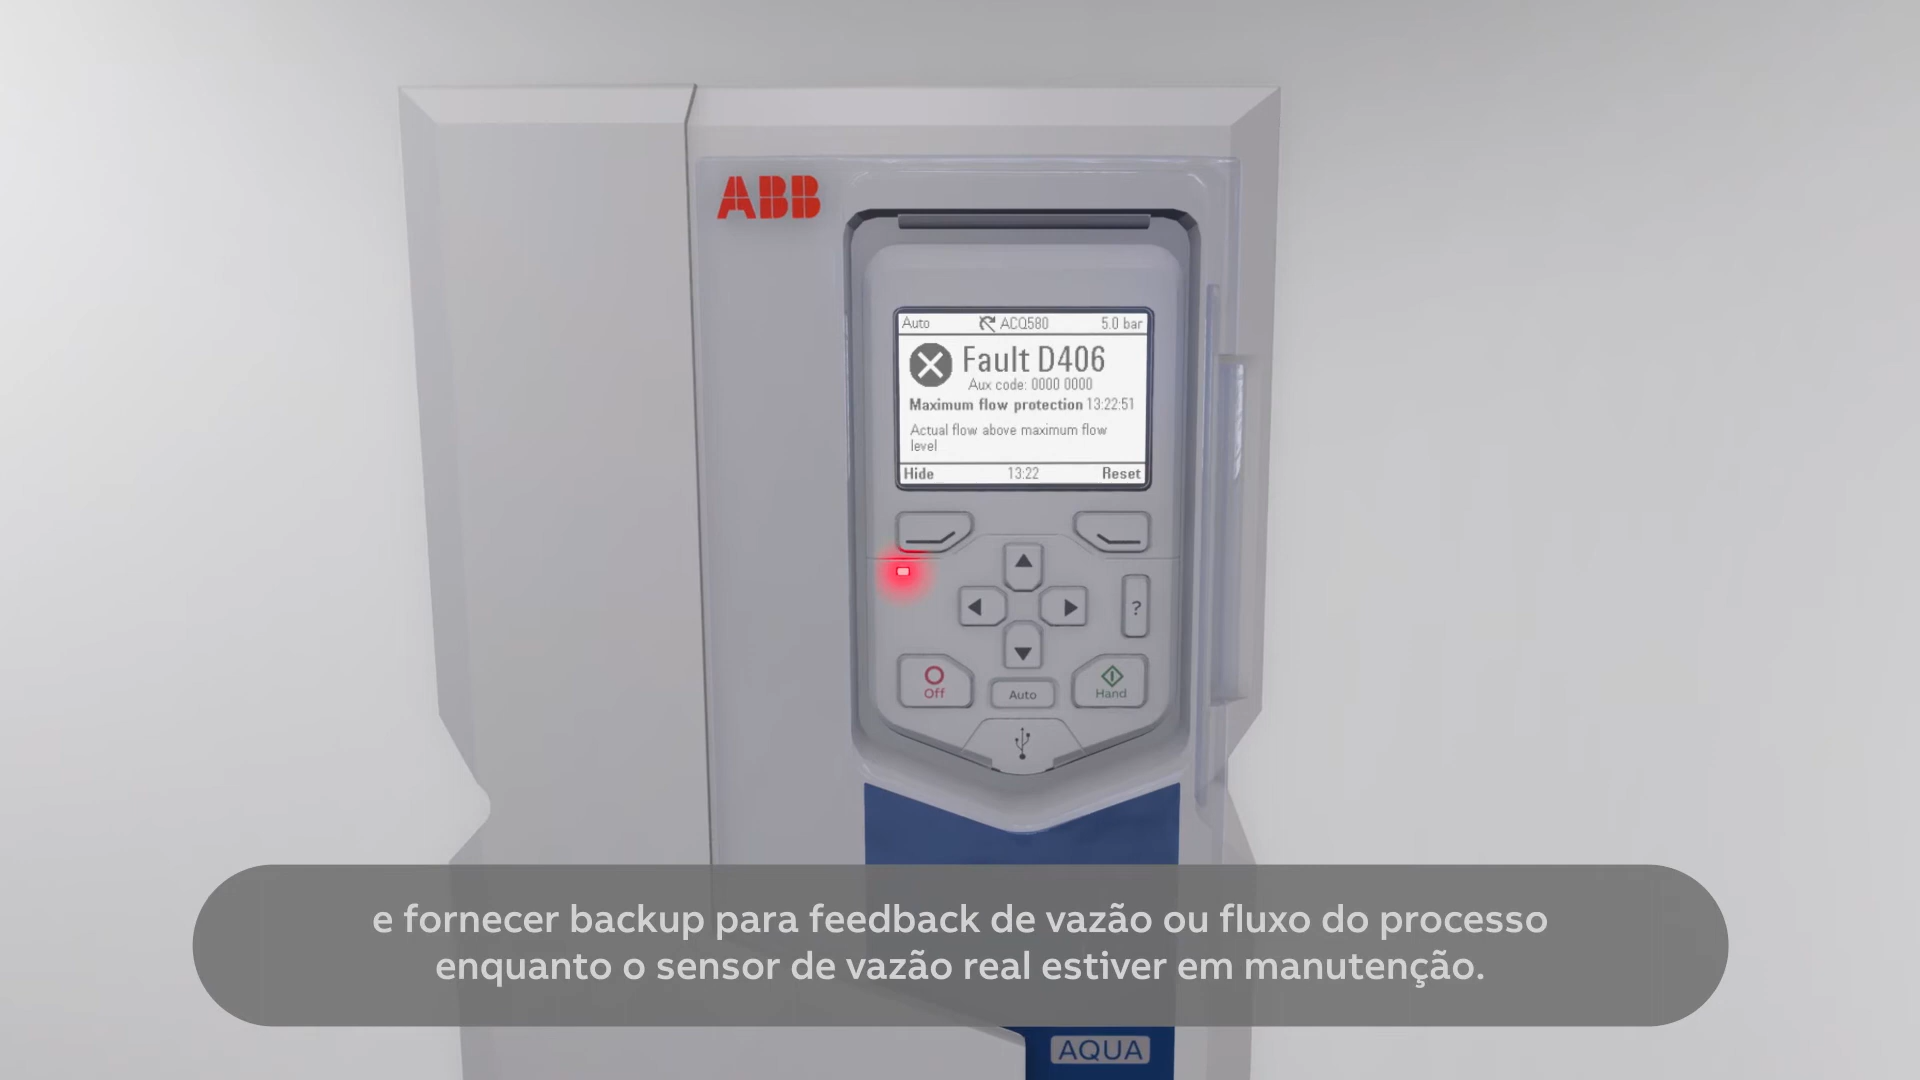 ABB
Auto ACQ580 5.0 bar
Fault D406
Aux code: 0000 0000
Maximum flow protection 13:22:51
Actual flow above maximum flow
level
Hide 13:22 Reset
?
Off
Auto
Hand
e fornecer backup para feedback de vazão ou fluxo do processo
enquanto o sensor de vazão real estiver em manutenção.
AQUA